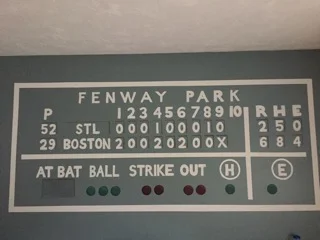 FENWAY PARK
P 1 2 3 4 5 6 7 8 9 10 R H E
52 STL 0 0 0 1 0 0 0 1 0 2 5 0
29 BOSTON 2 0 0 2 0 2 0 0 X 6 8 4
AT BAT BALL STRIKE OUT H E